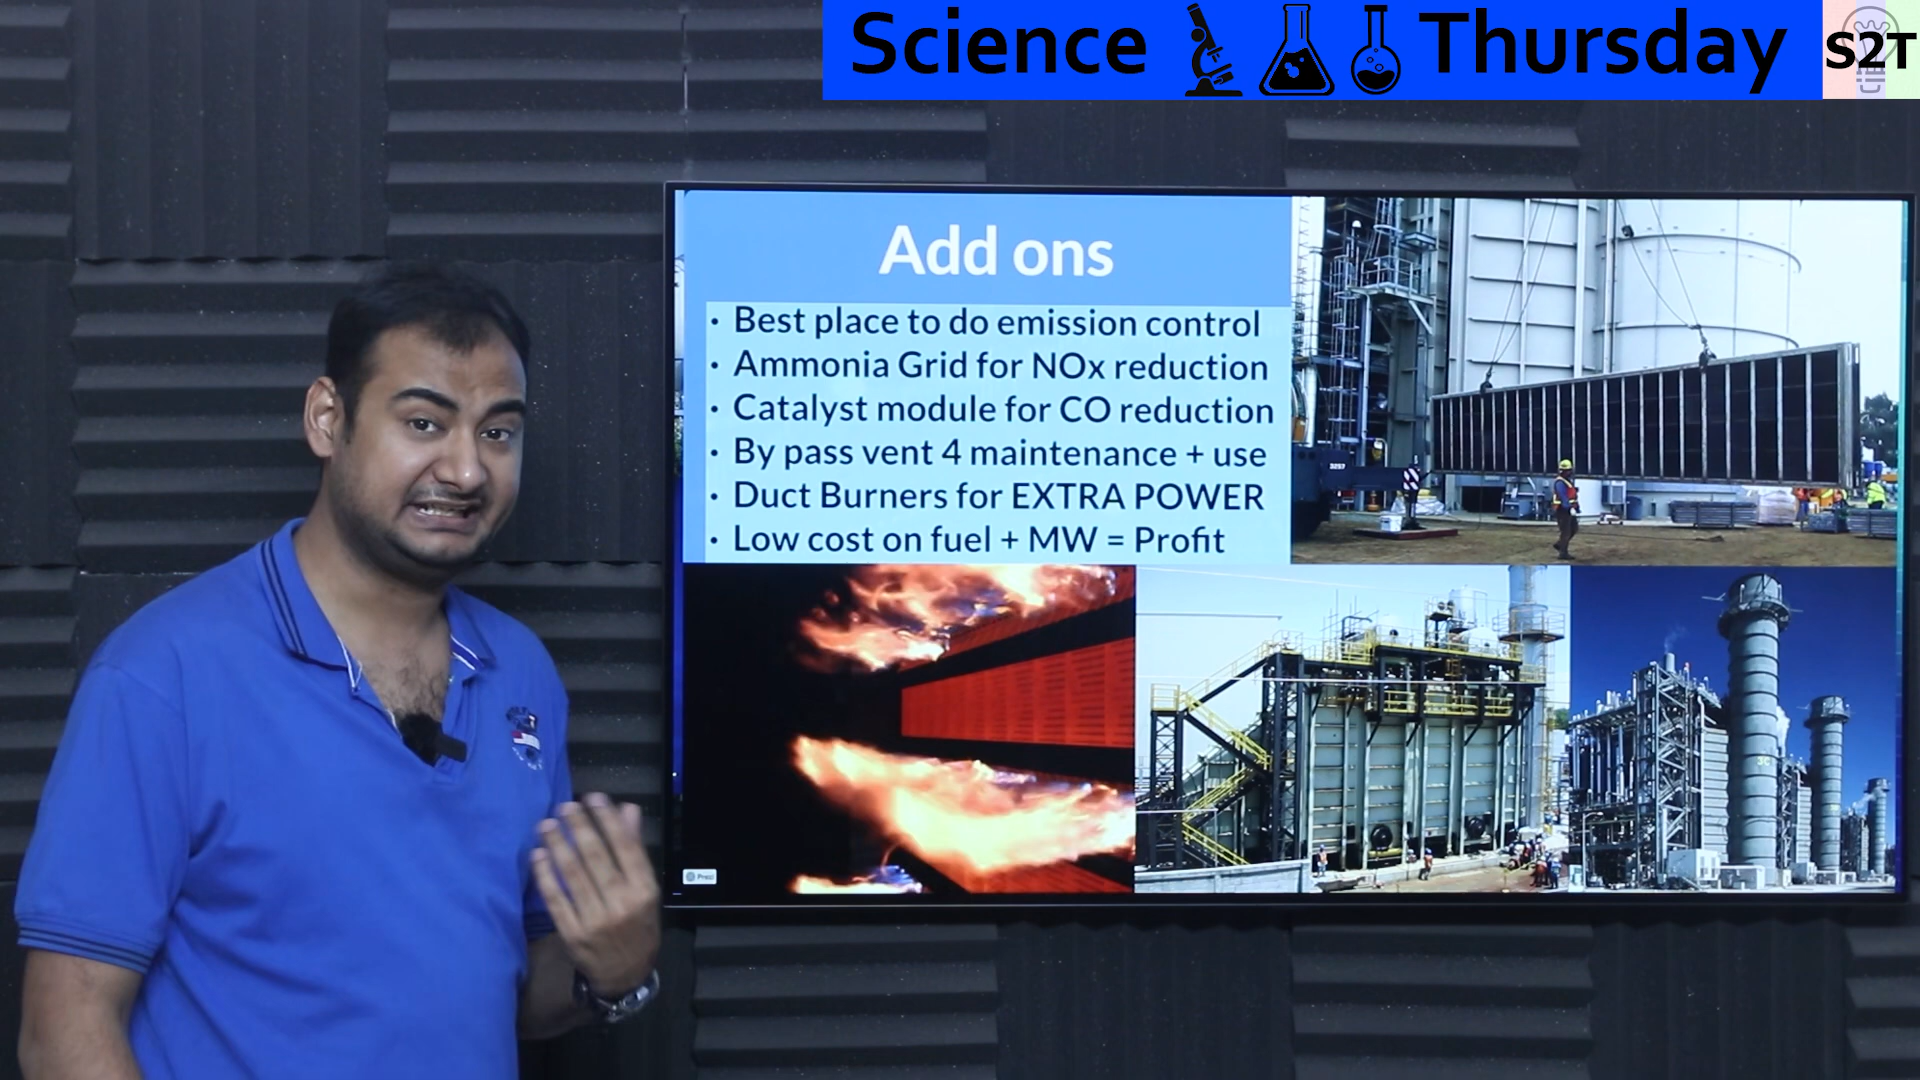 Science Thursday
S2T
Add ons
• Best place to do emission control
• Ammonia Grid for NOx reduction
• Catalyst module for CO reduction
• By pass vent 4 maintenance + use
• Duct Burners for EXTRA POWER
• Low cost on fuel + MW = Profit
Prezi